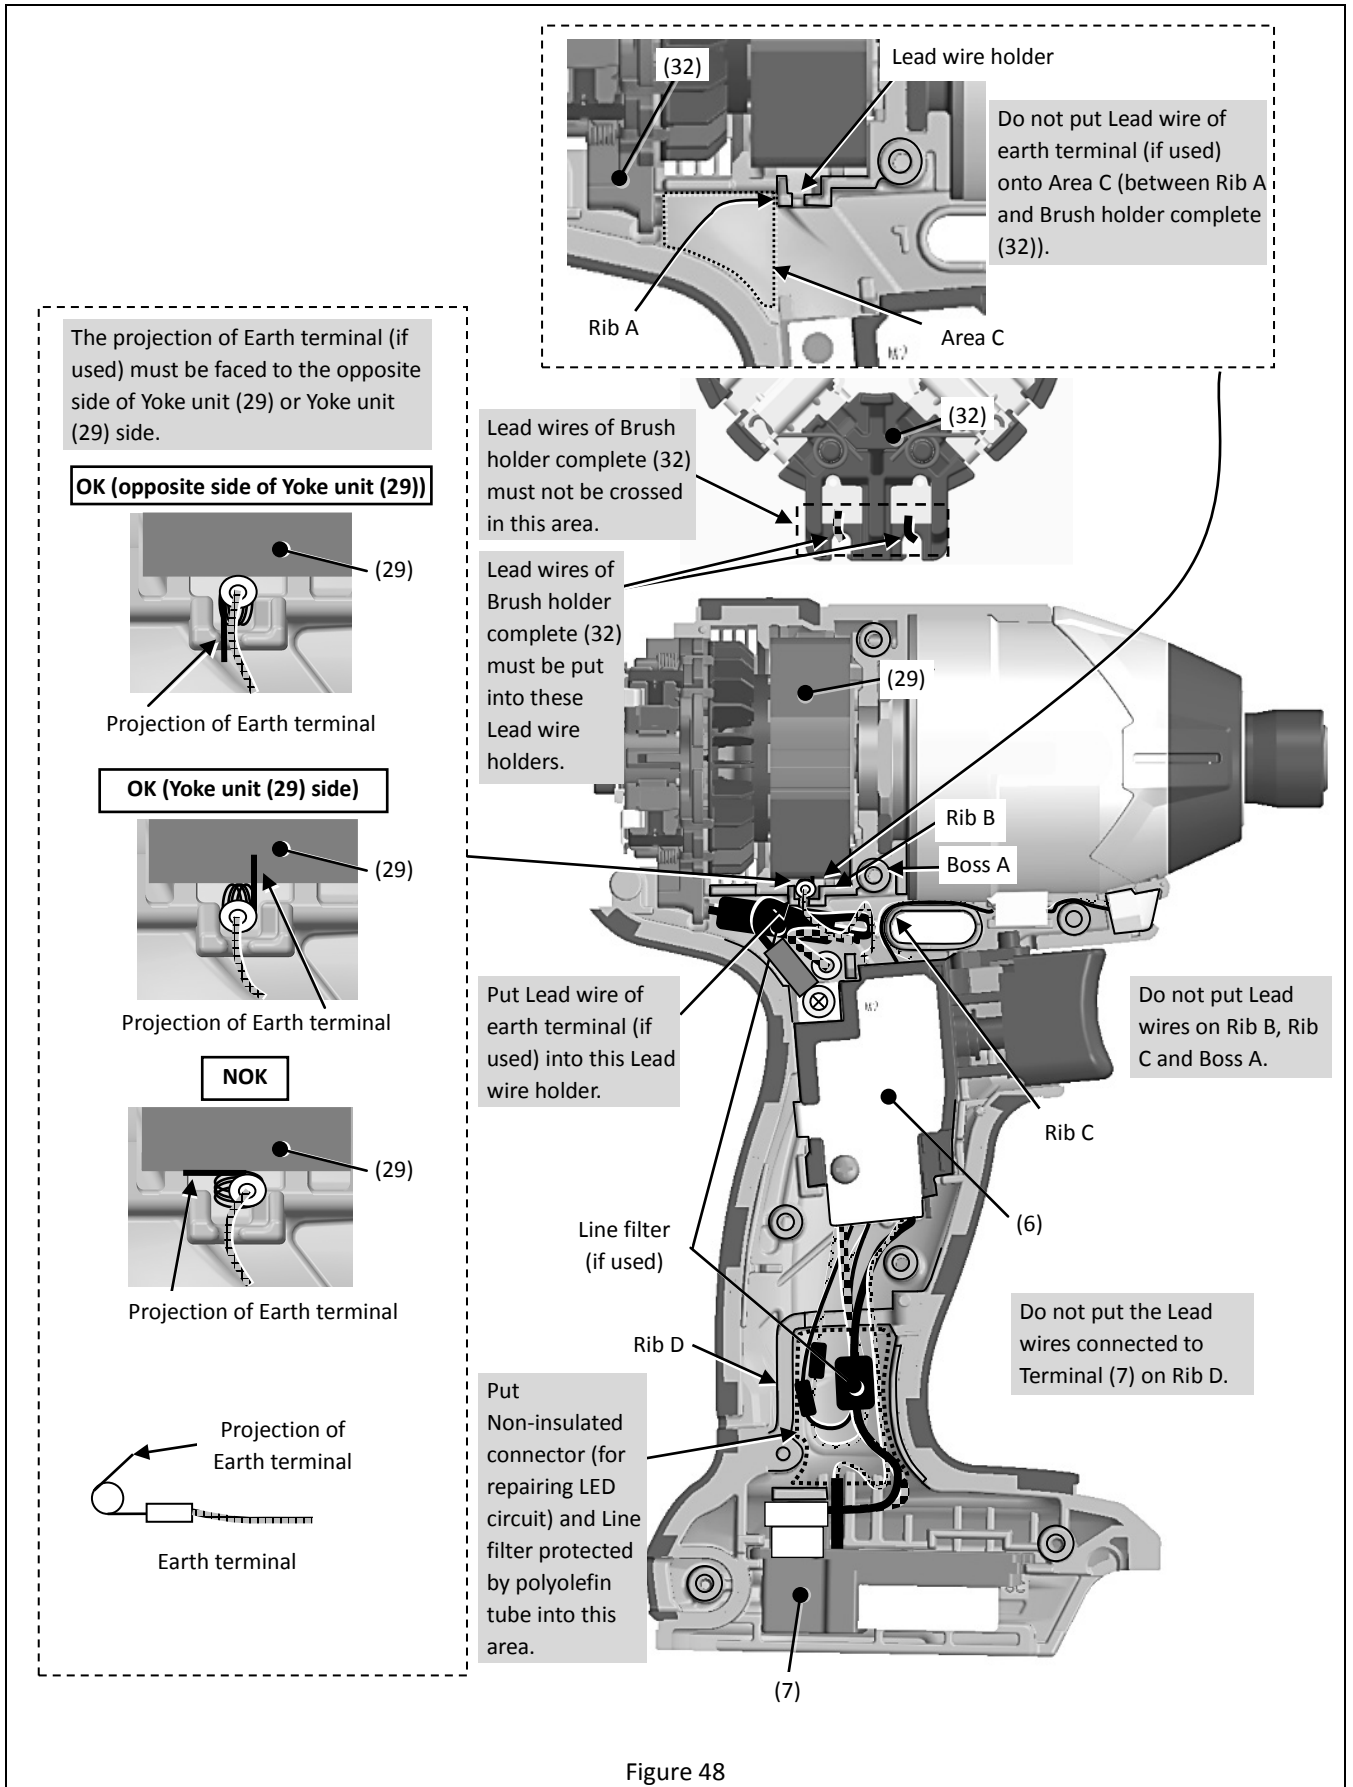 (32)
Lead wire holder
Do not put Lead wire of
earth terminal (if used)
onto Area C (between Rib A
and Brush holder complete
(32)).
Rib A
Area C
M2
The projection of Earth terminal (if
used) must be faced to the opposite
side of Yoke unit (29) or Yoke unit
(29) side.
OK (opposite side of Yoke unit (29))
(29)
Projection of Earth terminal
OK (Yoke unit (29) side)
(29)
Projection of Earth terminal
NOK
(29)
Projection of Earth terminal
Projection of
Earth terminal
Earth terminal
Lead wires of Brush
holder complete (32)
must not be crossed
in this area.
(32)
Lead wires of
Brush holder
complete (32)
must be put
into these
Lead wire
holders.
(29)
Rib B
Boss A
Put Lead wire of
earth terminal (if
used) into this Lead
wire holder.
M2
Do not put Lead
wires on Rib B, Rib
C and Boss A.
Rib C
(6)
Line filter
(if used)
Do not put the Lead
wires connected to
Terminal (7) on Rib D.
Rib D
Put
Non-insulated
connector (for
repairing LED
circuit) and Line
filter protected
by polyolefin
tube into this
area.
(7)
Figure 48